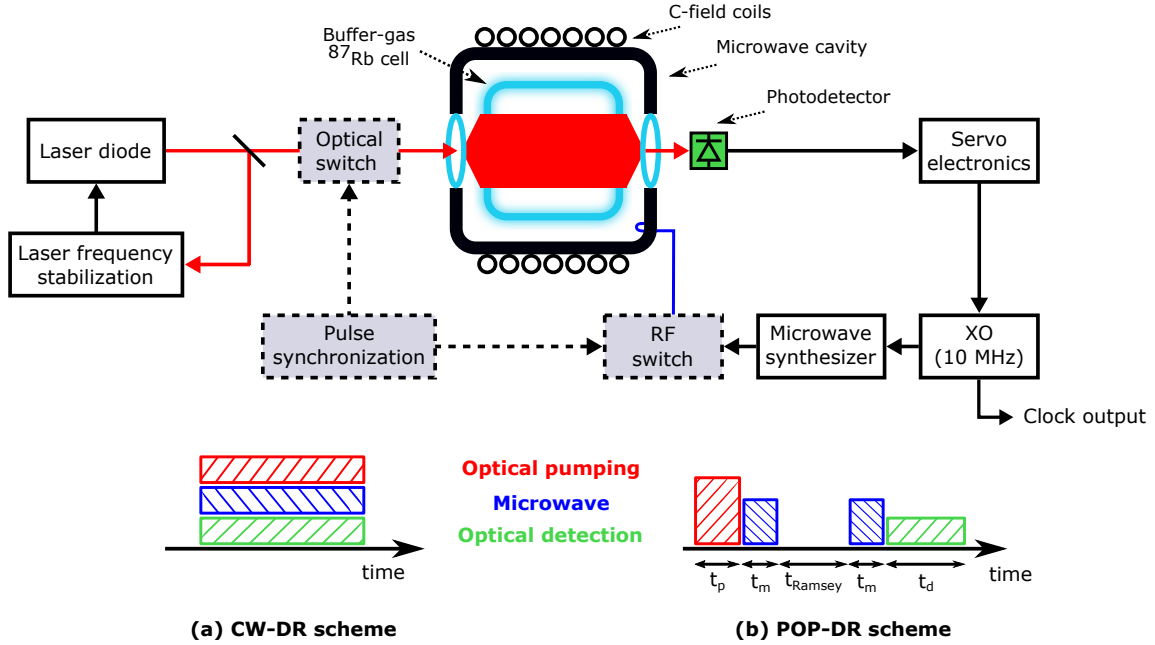 C-field coils
Buffer-gas
⁸⁷Rb cell
Microwave cavity
Photodetector
Laser diode
Optical
switch
Servo
electronics
Laser frequency
stabilization
Pulse
synchronization
RF
switch
Microwave
synthesizer
XO
(10 MHz)
Clock output
Optical pumping
Microwave
Optical detection
time
time
tₚ
tₘ
t_Ramsey
tₘ
t_d
(a) CW-DR scheme
(b) POP-DR scheme